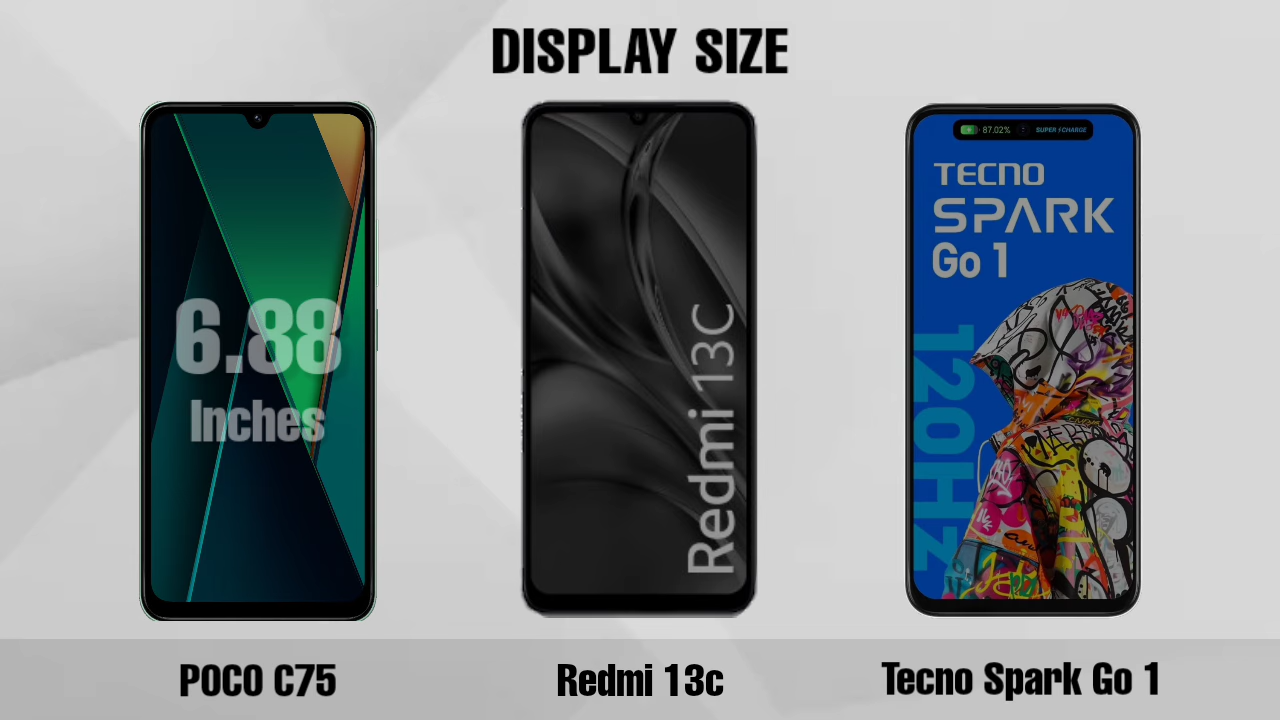 DISPLAY SIZE
6.88
Inches
Redmi 13C
87.02% SUPER CHARGE
TECNO
SPARK
Go 1
120Hz
POCO C75
Redmi 13c
Tecno Spark Go 1